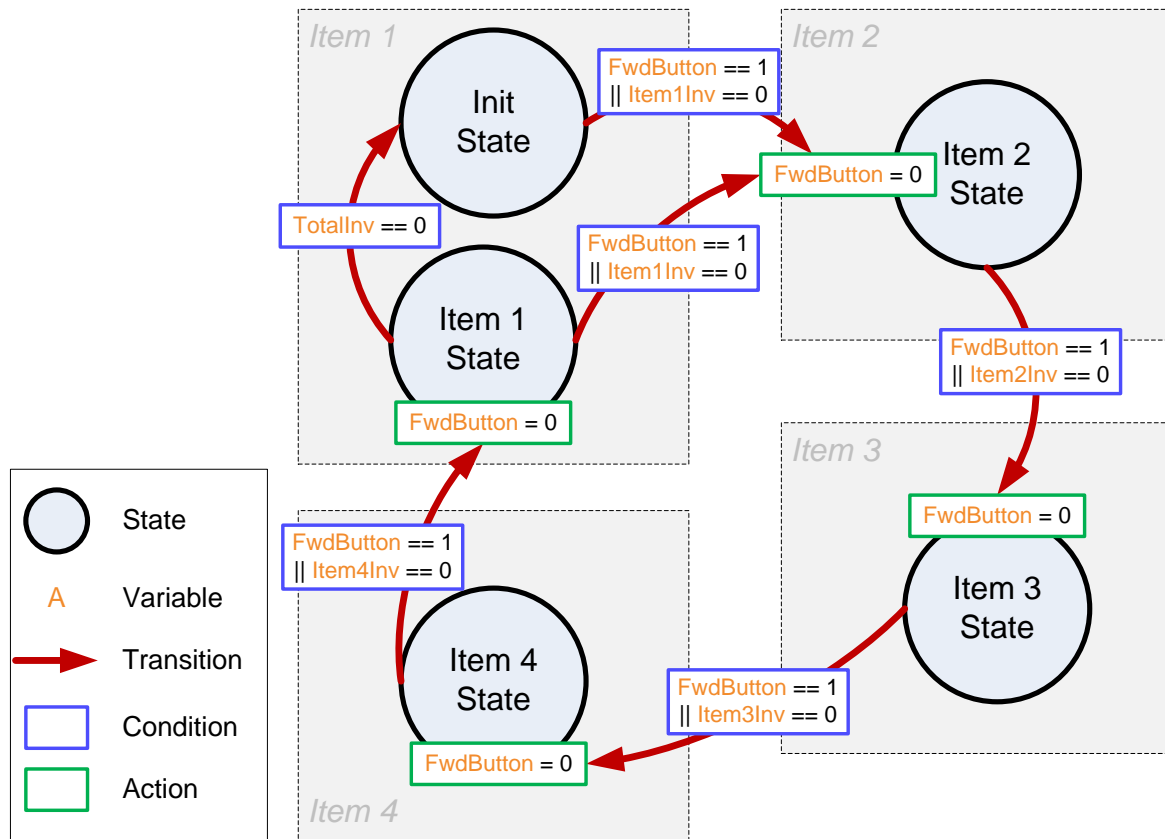 Item 1
Init
State
FwdButton == 1
|| Item1Inv == 0
TotalInv == 0
FwdButton == 1
|| Item1Inv == 0
Item 1
State
FwdButton = 0
Item 2
FwdButton = 0
Item 2
State
FwdButton == 1
|| Item2Inv == 0
Item 3
FwdButton = 0
Item 3
State
FwdButton == 1
|| Item3Inv == 0
FwdButton == 1
|| Item4Inv == 0
Item 4
State
FwdButton = 0
Item 4
State
A
Variable
Transition
Condition
Action